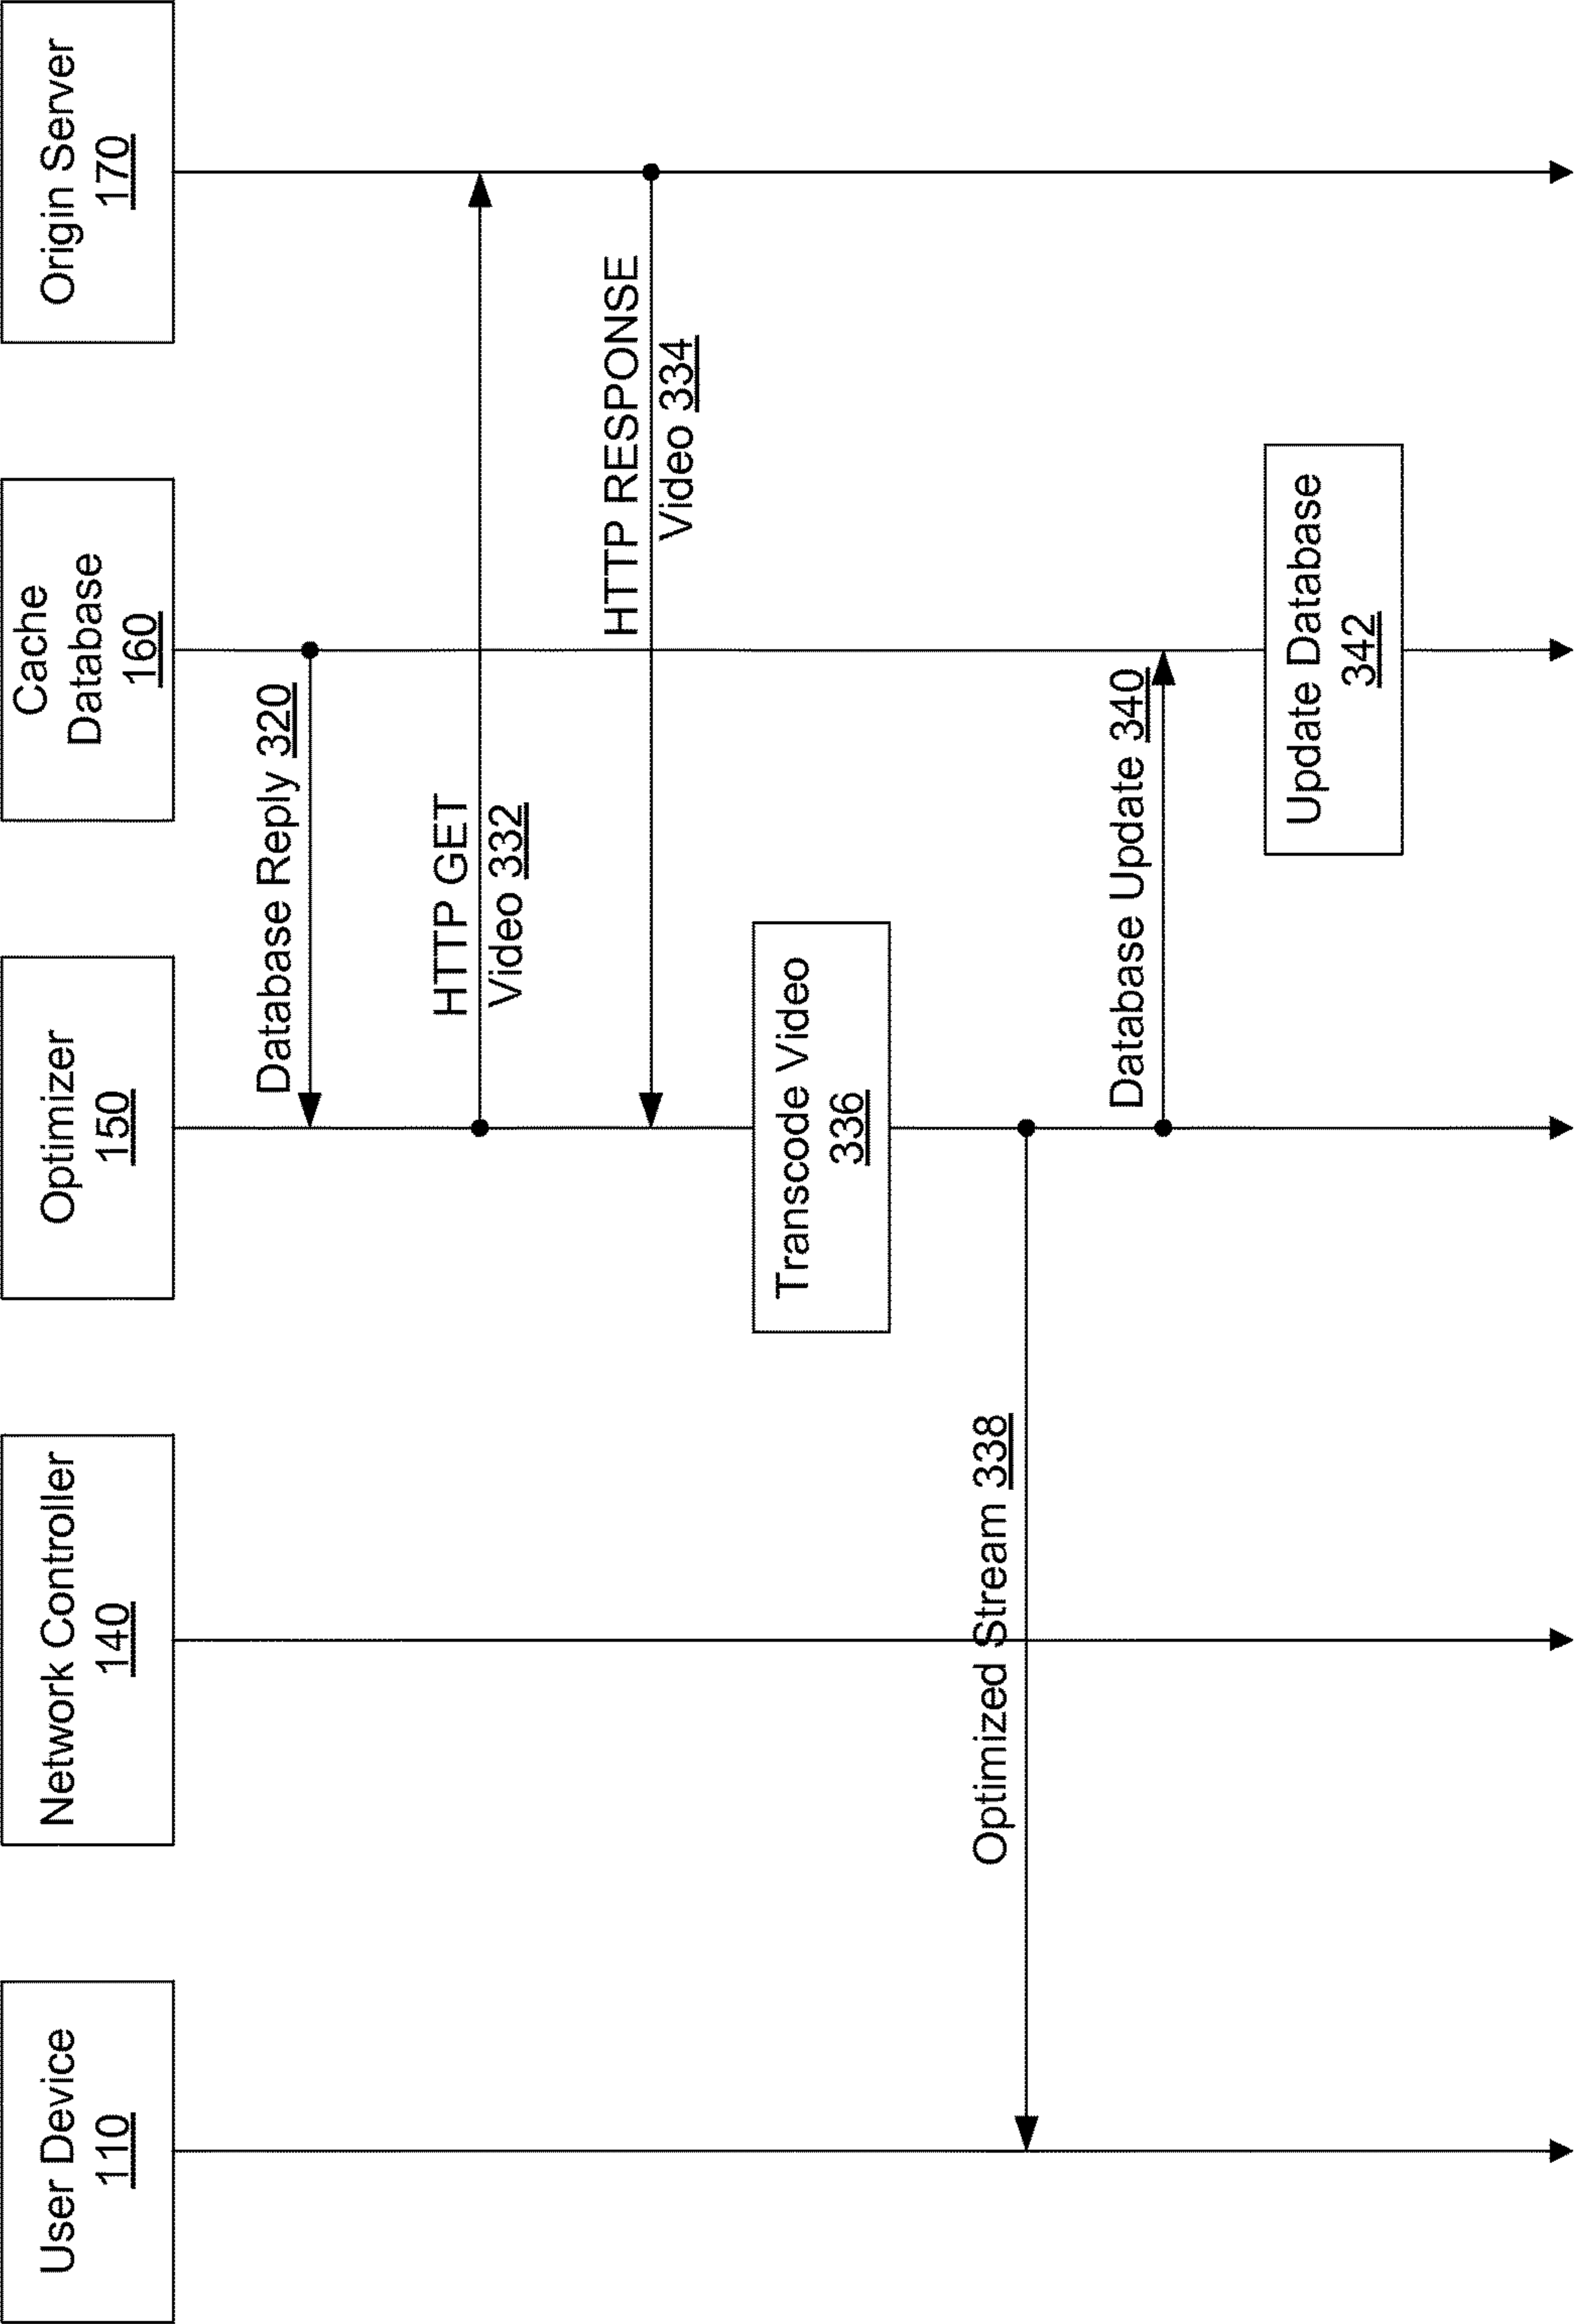 User Device
110
Network Controller
140
Optimizer
150
Cache
Database
160
Origin Server
170
Database Reply 320
HTTP GET
Video 332
HTTP RESPONSE
Video 334
Transcode Video
336
Optimized Stream 338
Database Update 340
Update Database
342